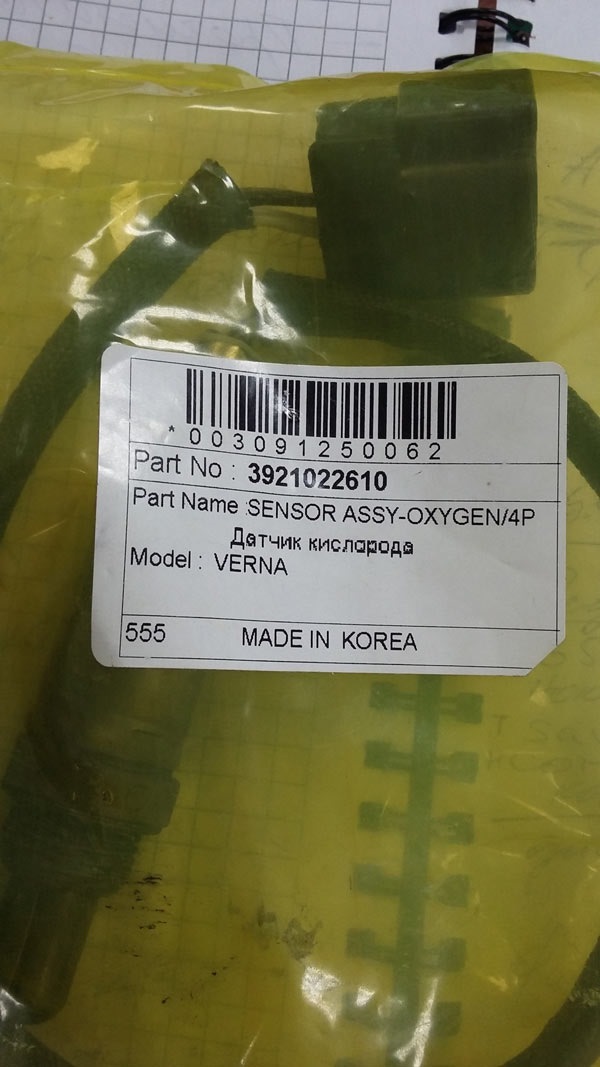 *003091250062
Part No : 3921022610
Part Name :SENSOR ASSY-OXYGEN/4P
Датчик кислорода
Model : VERNA
555 MADE IN KOREA